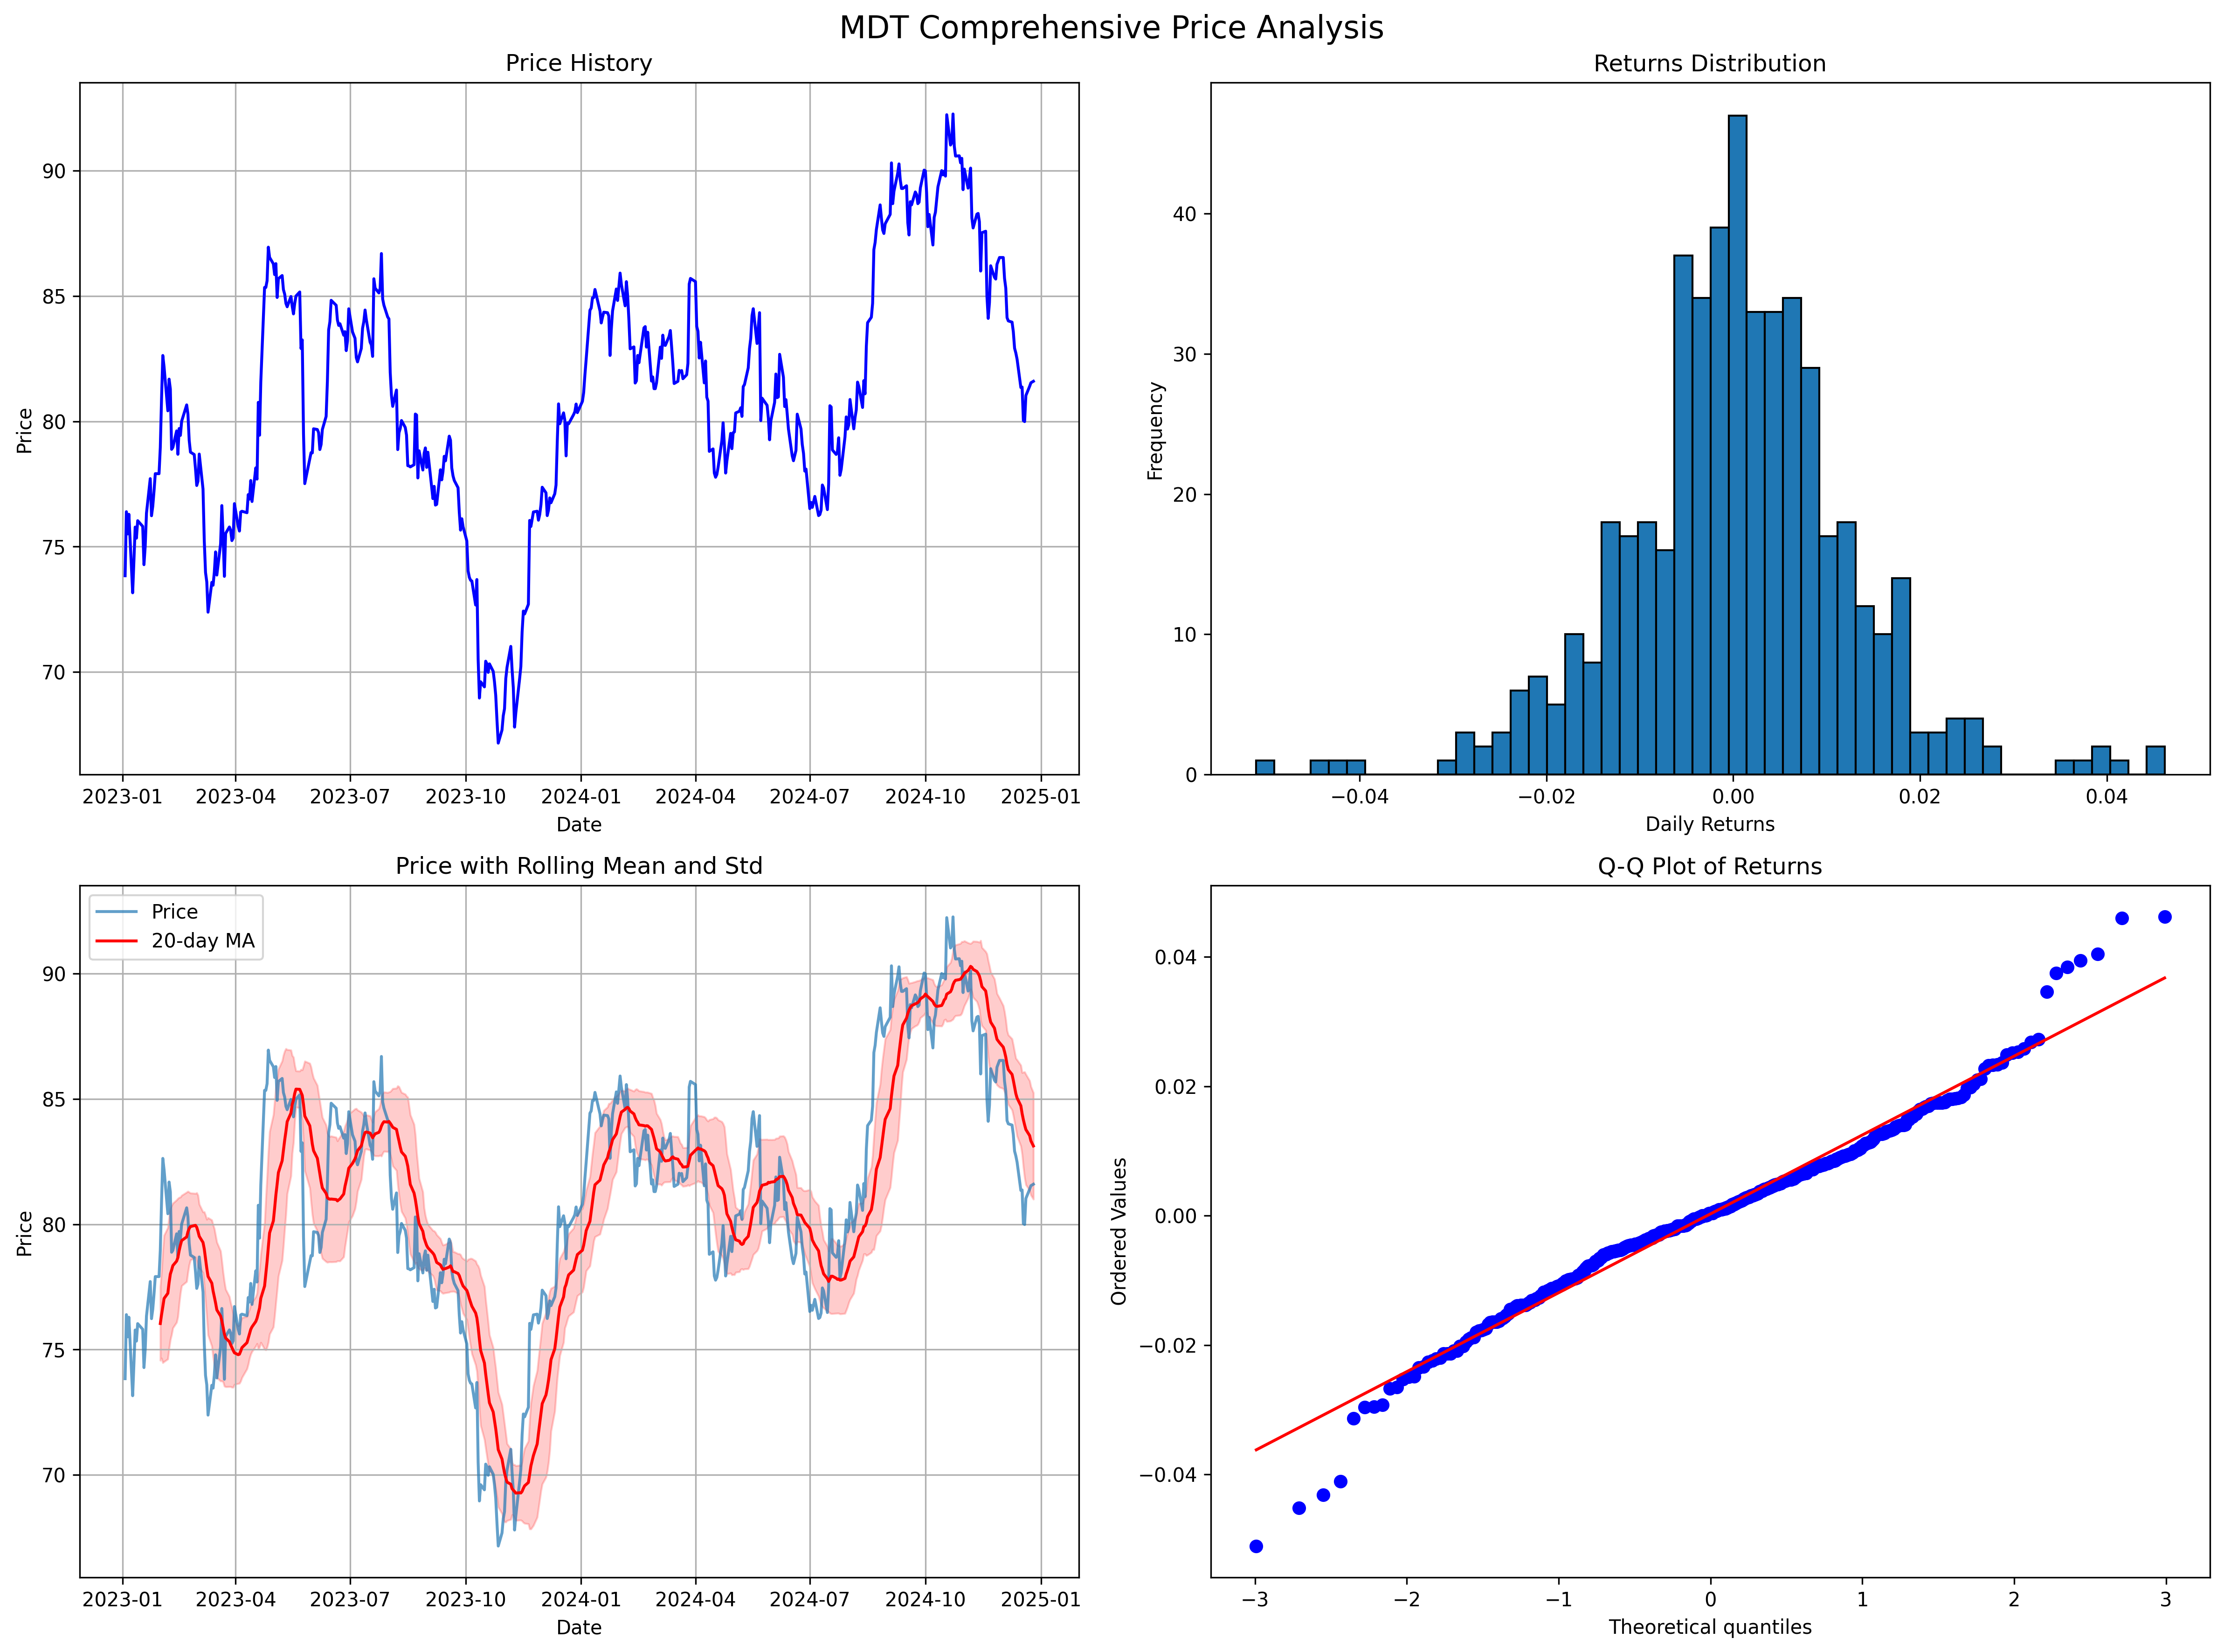 MDT Comprehensive Price Analysis
Price History
Price
90
85
80
75
70
2023-01 2023-04 2023-07 2023-10 2024-01 2024-04 2024-07 2024-10 2025-01
Date
Returns Distribution
Frequency
40
30
20
10
0
−0.04 −0.02 0.00 0.02 0.04
Daily Returns
Price with Rolling Mean and Std
Price
20-day MA
Price
90
85
80
75
70
2023-01 2023-04 2023-07 2023-10 2024-01 2024-04 2024-07 2024-10 2025-01
Date
Q-Q Plot of Returns
Ordered Values
0.04
0.02
0.00
−0.02
−0.04
−3 −2 −1 0 1 2 3
Theoretical quantiles